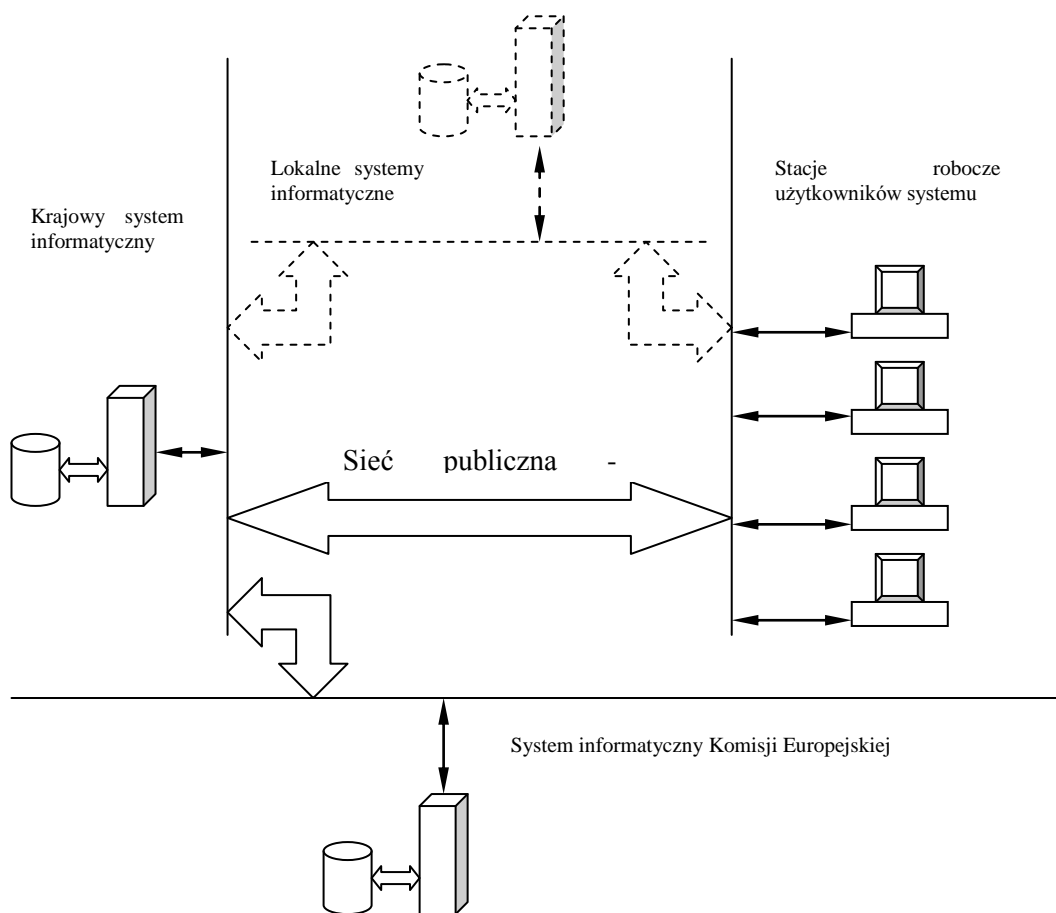 Lokalne systemy
informatyczne
Stacje robocze
użytkowników systemu
Krajowy system
informatyczny
Sieć publiczna -
System informatyczny Komisji Europejskiej